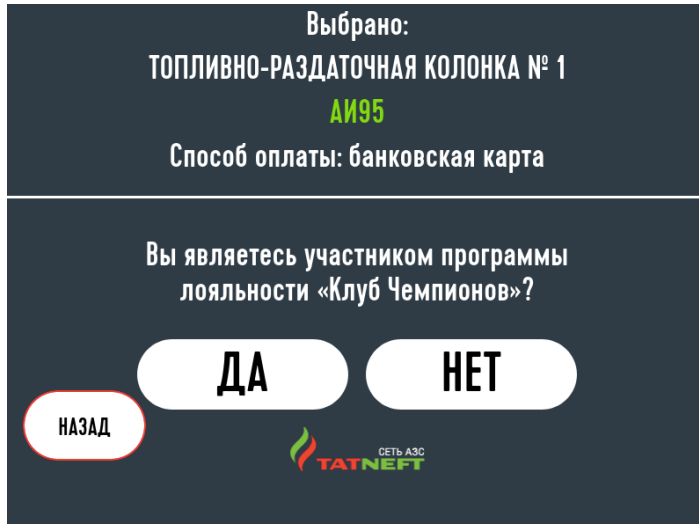 Выбрано:
ТОПЛИВНО-РАЗДАТОЧНАЯ КОЛОНКА № 1
АИ95
Способ оплаты: банковская карта
Вы являетесь участником программы
лояльности «Клуб Чемпионов»?
ДА НЕТ
НАЗАД
СЕТЬ АЗС
TATNEFT